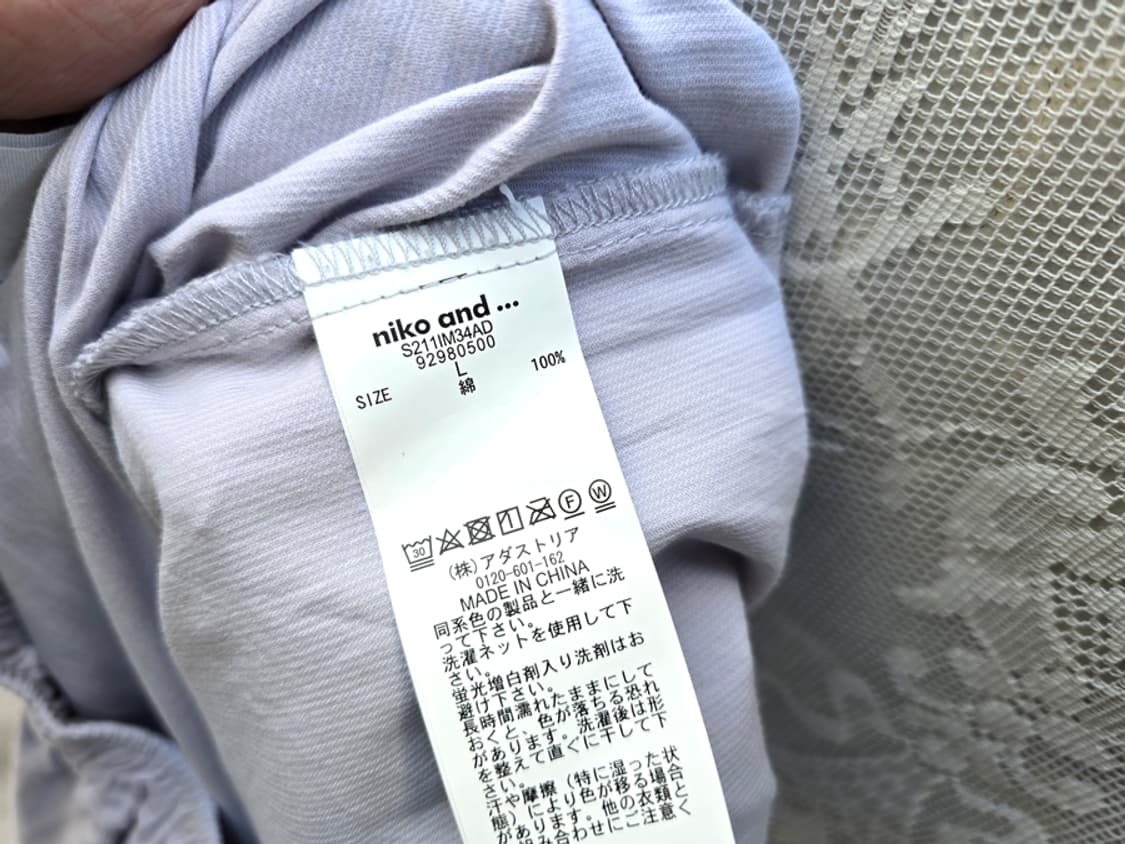 niko and ...
S211IM34AD
92980500
SIZE L
綿 100%
30 F W
(株)アダストリア
0120-601-162
MADE IN CHINA
同系色の製品と一緒に洗
って下さい。
洗濯ネットを使用して下
さい。
蛍光増白剤入り洗剤はお
避け下さい。
長時間濡れたままにして
おくと、色が落ちる恐れ
があります。洗濯後は形
を整えて直ぐに干して下
さい。
汗や摩擦(特に湿った状
態)により色が移る場合
があります。他の衣類と
組み合わせにご注意く